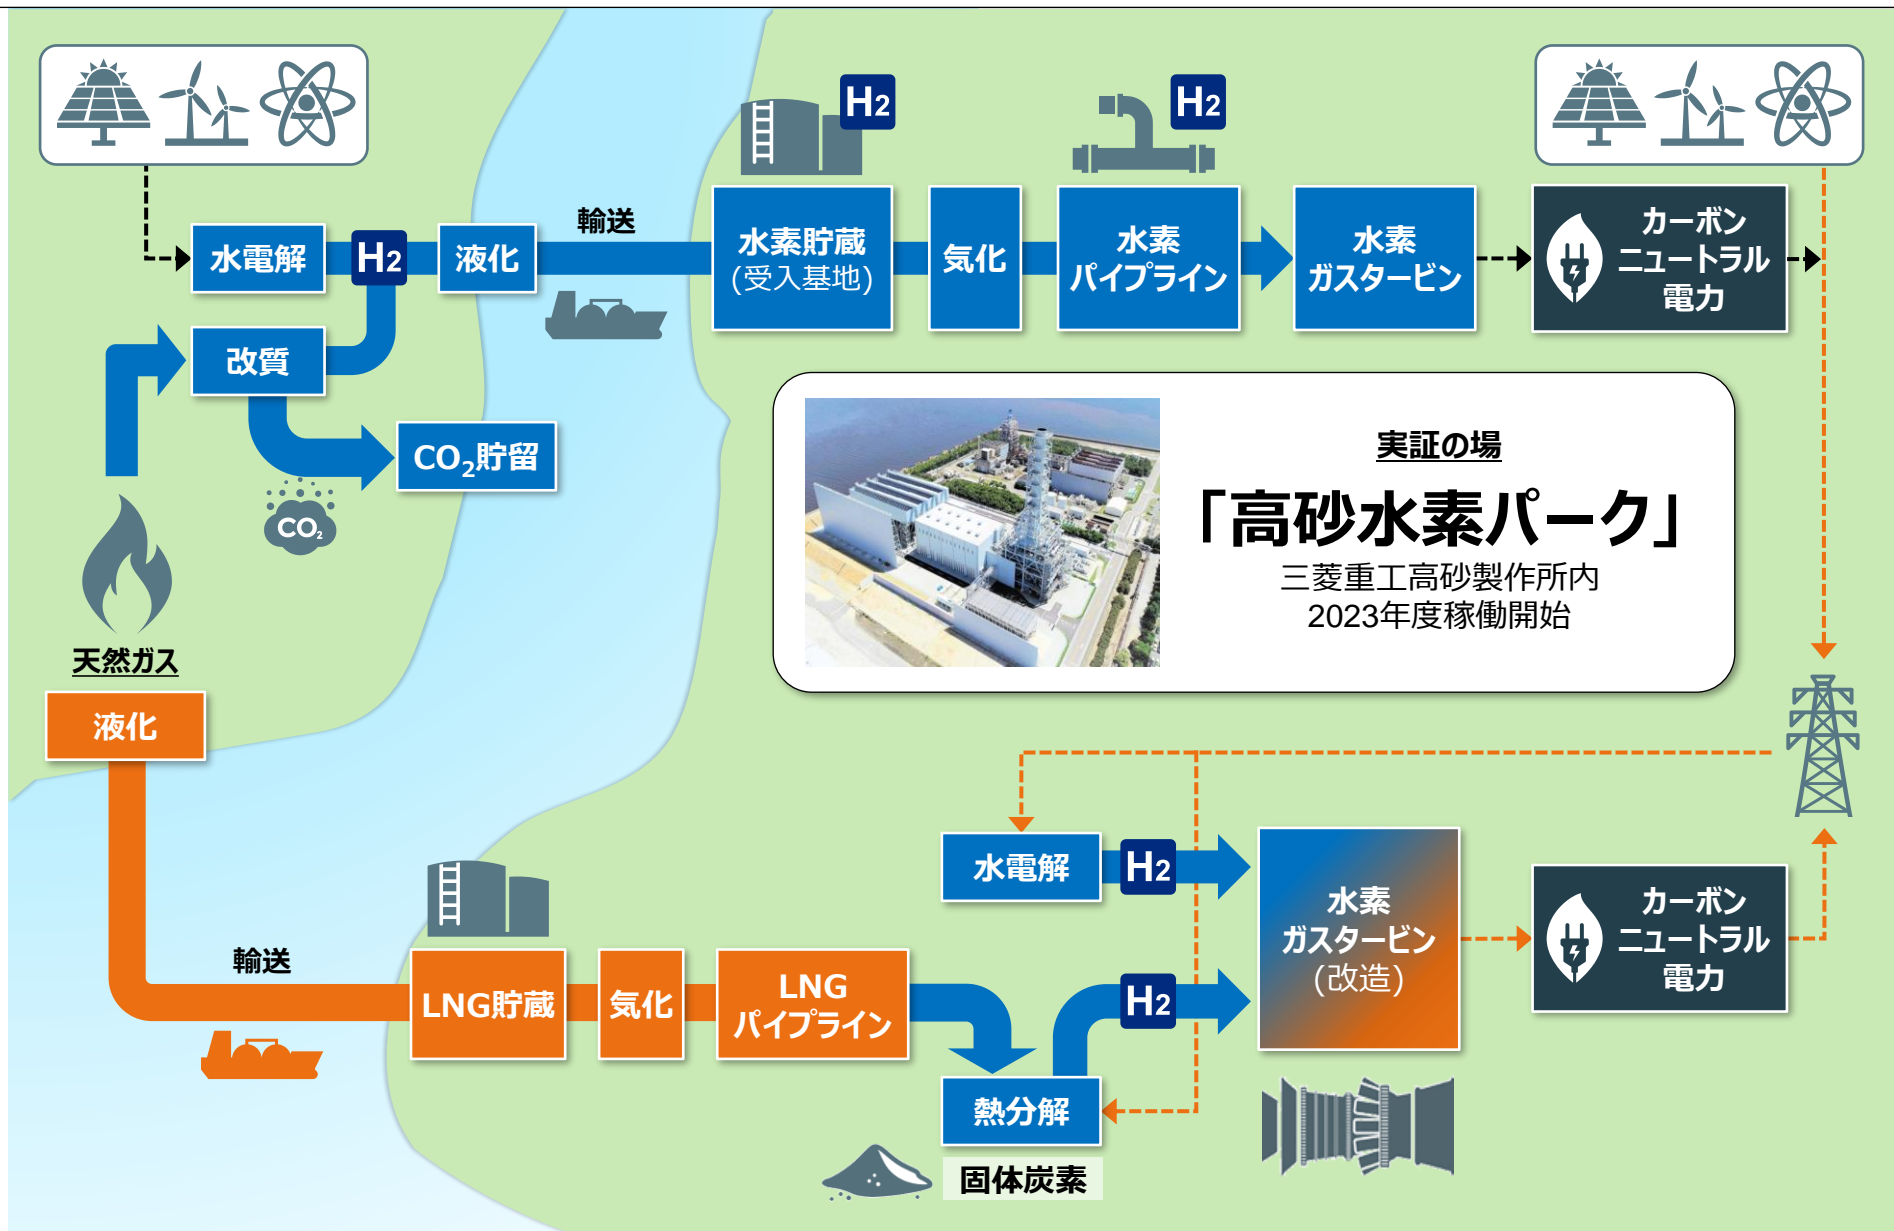 H2
H2
輸送
水電解
H2
液化
水素貯蔵
(受入基地)
気化
水素
パイプライン
水素
ガスタービン
カーボン
ニュートラル
電力
改質
CO2貯留
CO2
天然ガス
実証の場
「高砂水素パーク」
三菱重工高砂製作所内
2023年度稼働開始
液化
輸送
LNG貯蔵
気化
LNG
パイプライン
水電解
H2
H2
熱分解
固体炭素
水素
ガスタービン
(改造)
カーボン
ニュートラル
電力